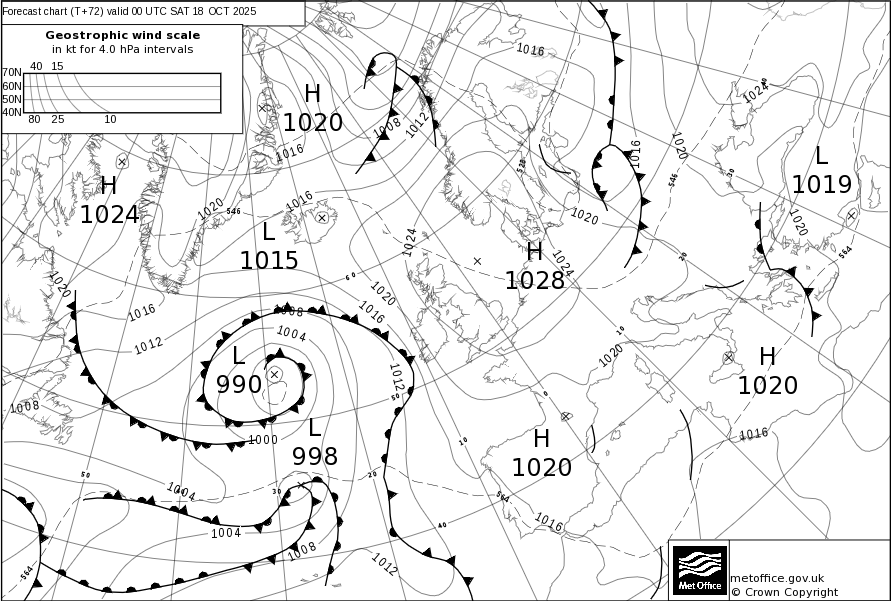 Forecast chart (T+72) valid 00 UTC SAT 18 OCT 2025
Geostrophic wind scale
in kt for 4.0 hPa intervals
40 15
70N
60N
50N
40N
80 25 10
H
1020
1016
1024
1008
1012
1016
1016
1020
L
1019
H
1024
1020
546
1016
528
546
1020
1020
L
1015
1024
H
1028
1024
564
20
30
40
1020
60
1020
1016
1016
1008
1004
1012
10
1020
L
990
1012
H
1020
50
0
1008
1000
L
998
10
H
1020
1016
50
1004
40
30
20
564
1016
1004
40
1008
1012
564
Met Office
metoffice.gov.uk
© Crown Copyright